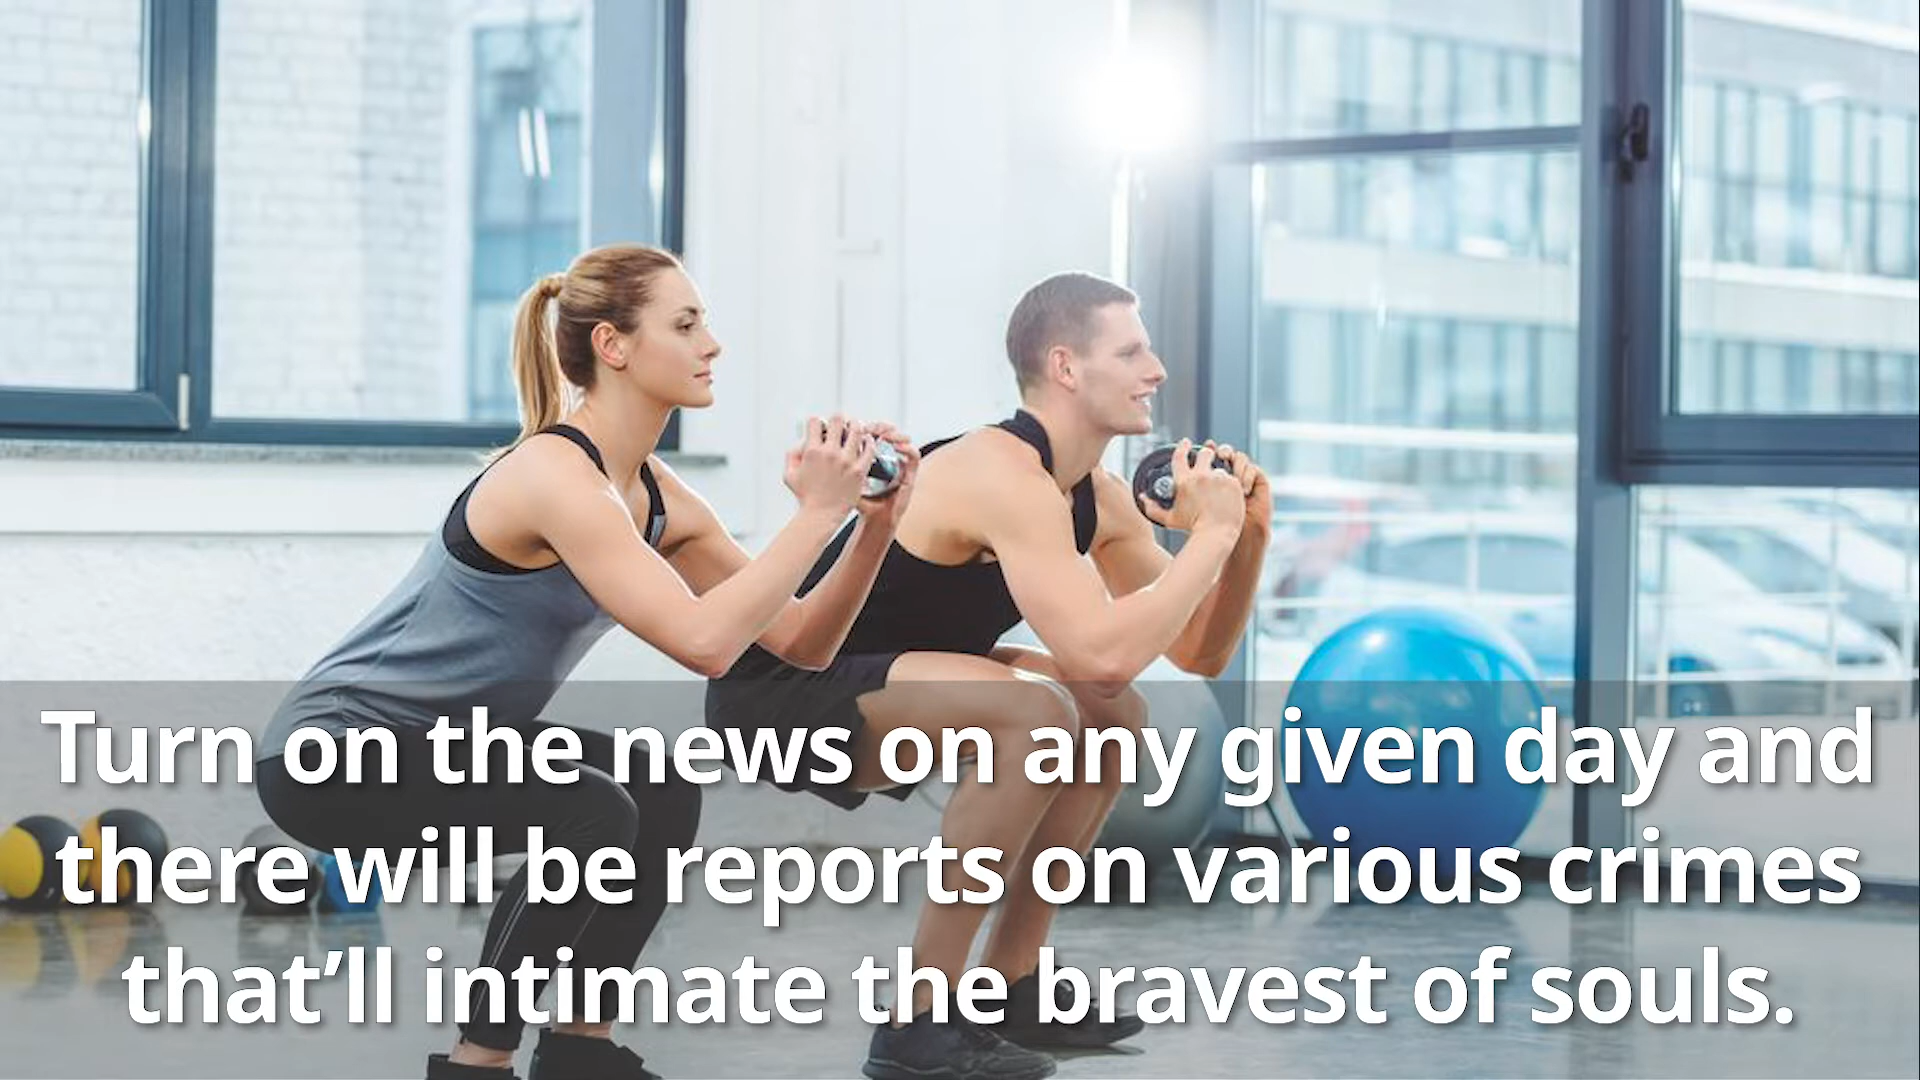 Turn on the news on any given day and
there will be reports on various crimes
that’ll intimate the bravest of souls.